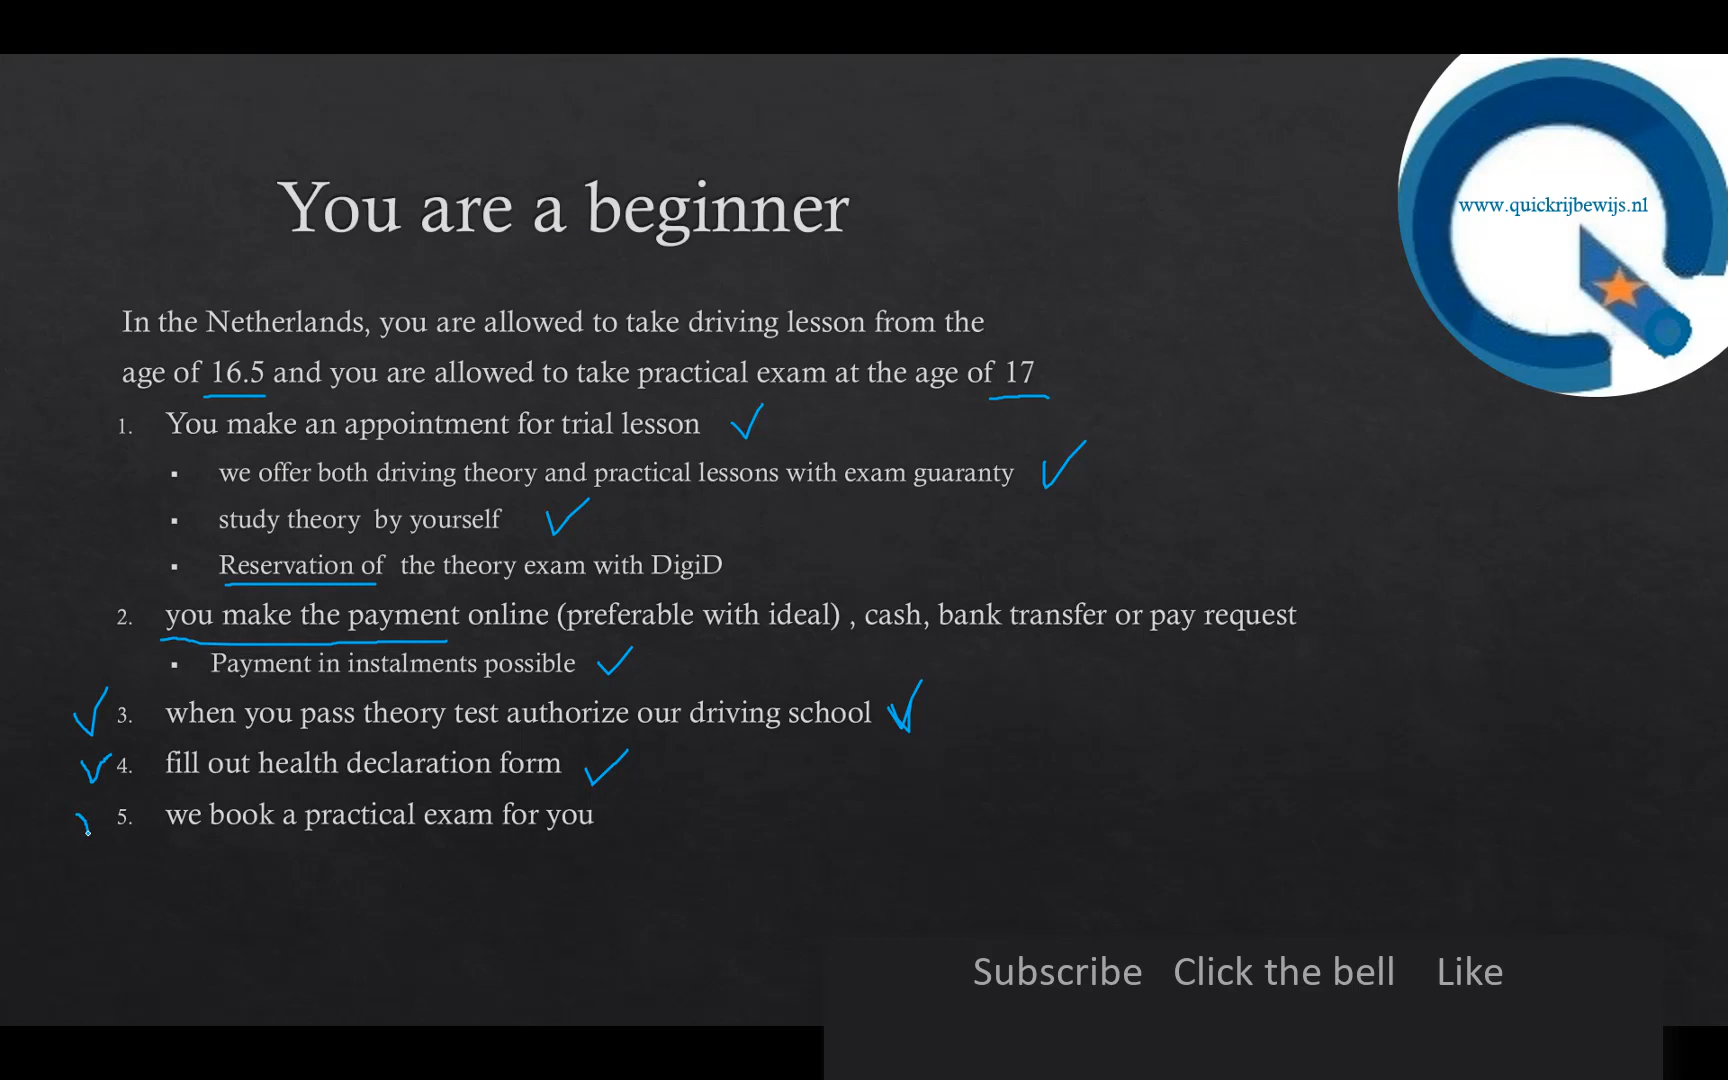 www.quickrijbewijs.nl
You are a beginner
In the Netherlands, you are allowed to take driving lesson from the
age of 16.5 and you are allowed to take practical exam at the age of 17
1. You make an appointment for trial lesson
▪ we offer both driving theory and practical lessons with exam guaranty
▪ study theory by yourself
▪ Reservation of the theory exam with DigiD
2. you make the payment online (preferable with ideal) , cash, bank transfer or pay request
▪ Payment in instalments possible
3. when you pass theory test authorize our driving school
4. fill out health declaration form
5. we book a practical exam for you
Subscribe Click the bell Like